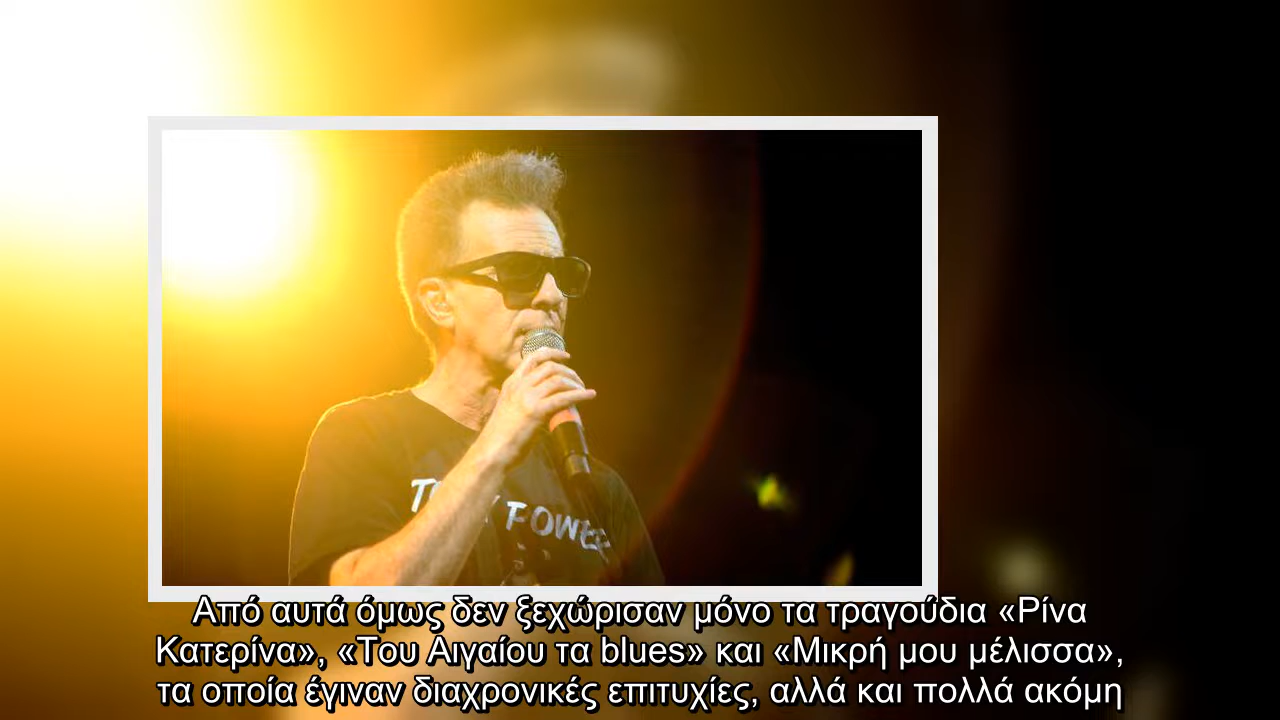 POWER
Από αυτά όμως δεν ξεχώρισαν μόνο τα τραγούδια «Ρίνα
Κατερίνα», «Του Αιγαίου τα blues» και «Μικρή μου μέλισσα»,
τα οποία έγιναν διαχρονικές επιτυχίες, αλλά και πολλά ακόμη